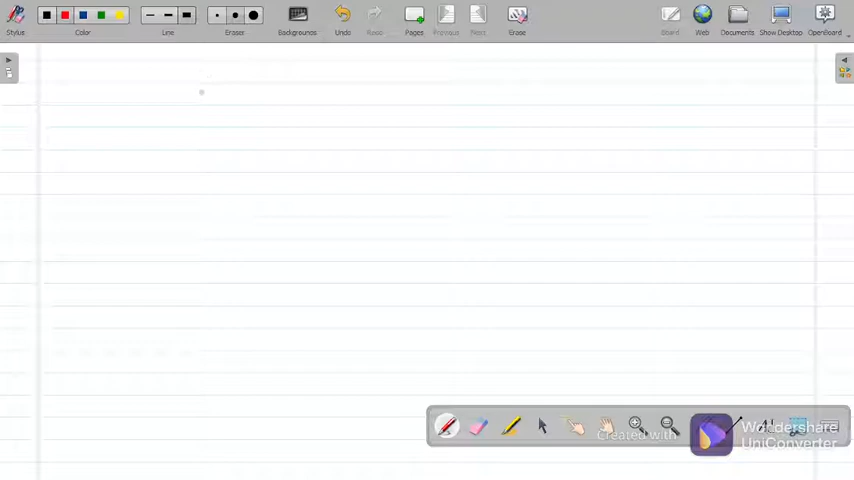 Stylus
Color
Line
Eraser
Backgrounds
Undo
Redo
Pages
Previous
Next
Erase
Board
Web
Documents
Show Desktop
OpenBoard
Created with
Wondershare
UniConverter